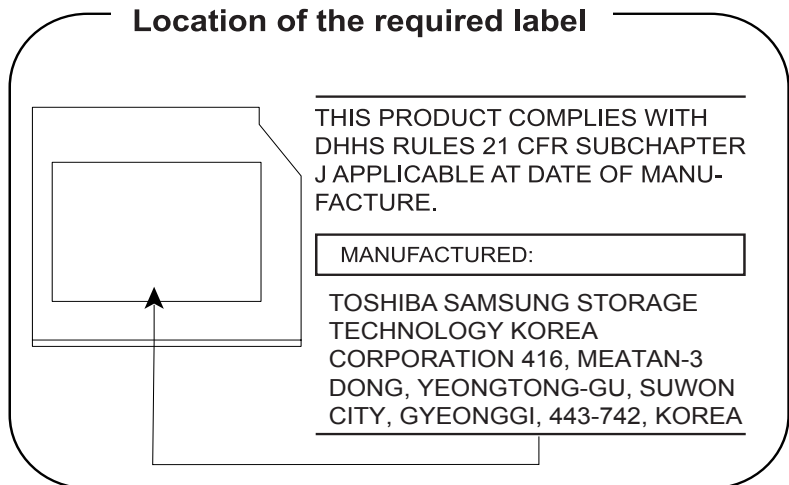 Location of the required label
THIS PRODUCT COMPLIES WITH
DHHS RULES 21 CFR SUBCHAPTER
J APPLICABLE AT DATE OF MANU-
FACTURE.
MANUFACTURED:
TOSHIBA SAMSUNG STORAGE
TECHNOLOGY KOREA
CORPORATION 416, MEATAN-3
DONG, YEONGTONG-GU, SUWON
CITY, GYEONGGI, 443-742, KOREA